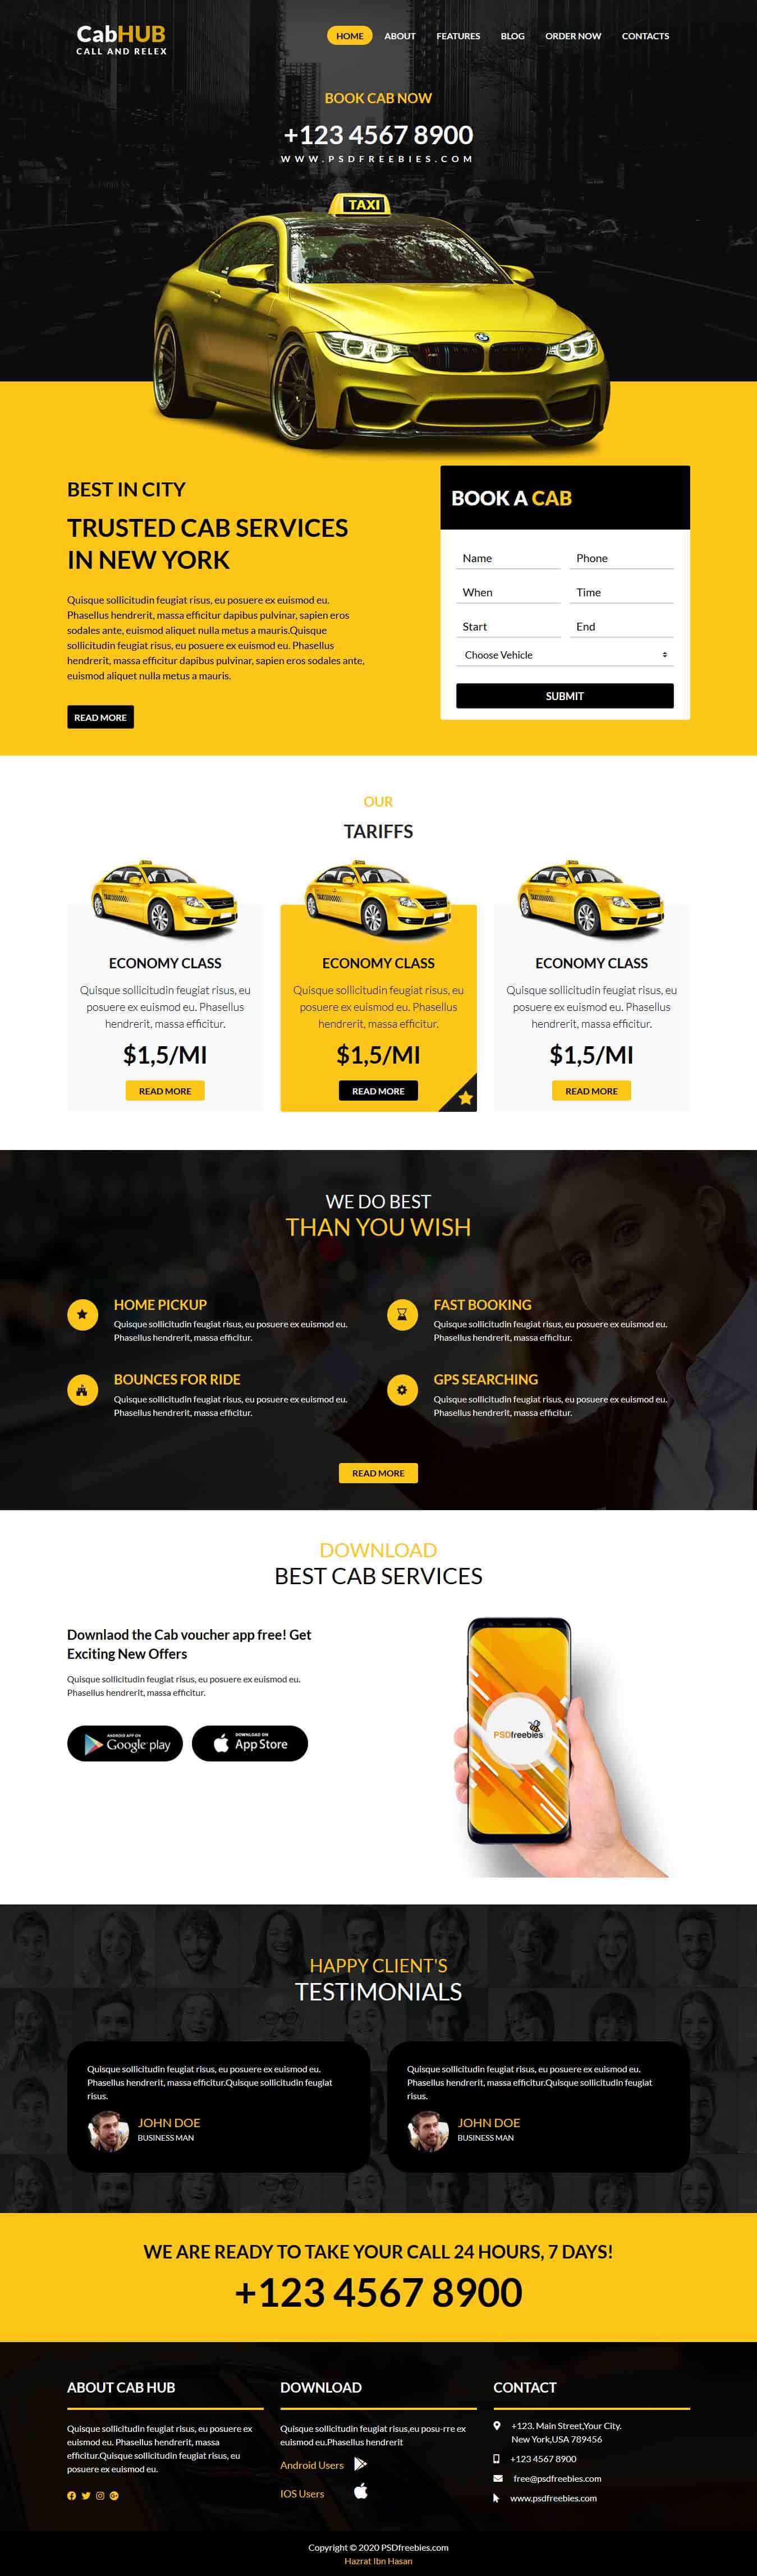 CabHUB
CALL AND RELEX
HOME ABOUT FEATURES BLOG ORDER NOW CONTACTS
BOOK CAB NOW
+123 4567 8900
WWW.PSDFREEBIES.COM
TAXI
BEST IN CITY
TRUSTED CAB SERVICES
IN NEW YORK
Quisque sollicitudin feugiat risus, eu posuere ex euismod eu.
Phasellus hendrerit, massa efficitur dapibus pulvinar, sapien eros
sodales ante, euismod aliquet nulla metus a mauris.Quisque
sollicitudin feugiat risus, eu posuere ex euismod eu. Phasellus
hendrerit, massa efficitur dapibus pulvinar, sapien eros sodales ante,
euismod aliquet nulla metus a mauris.
READ MORE
BOOK A CAB
Name Phone
When Time
Start End
Choose Vehicle
SUBMIT
OUR
TARIFFS
ECONOMY CLASS
Quisque sollicitudin feugiat risus, eu
posuere ex euismod eu. Phasellus
hendrerit, massa efficitur.
$1,5/MI
READ MORE
ECONOMY CLASS
Quisque sollicitudin feugiat risus, eu
posuere ex euismod eu. Phasellus
hendrerit, massa efficitur.
$1,5/MI
READ MORE
ECONOMY CLASS
Quisque sollicitudin feugiat risus, eu
posuere ex euismod eu. Phasellus
hendrerit, massa efficitur.
$1,5/MI
READ MORE
WE DO BEST
THAN YOU WISH
HOME PICKUP
Quisque sollicitudin feugiat risus, eu posuere ex euismod eu.
Phasellus hendrerit, massa efficitur.
FAST BOOKING
Quisque sollicitudin feugiat risus, eu posuere ex euismod eu.
Phasellus hendrerit, massa efficitur.
BOUNCES FOR RIDE
Quisque sollicitudin feugiat risus, eu posuere ex euismod eu.
Phasellus hendrerit, massa efficitur.
GPS SEARCHING
Quisque sollicitudin feugiat risus, eu posuere ex euismod eu.
Phasellus hendrerit, massa efficitur.
READ MORE
DOWNLOAD
BEST CAB SERVICES
Downlaod the Cab voucher app free! Get
Exciting New Offers
Quisque sollicitudin feugiat risus, eu posuere ex euismod eu.
Phasellus hendrerit, massa efficitur.
ANDROID APP ON
Google play
DOWNLOAD ON
App Store
PSDfreebies
HAPPY CLIENT'S
TESTIMONIALS
Quisque sollicitudin feugiat risus, eu posuere ex euismod eu.
Phasellus hendrerit, massa efficitur.Quisque sollicitudin feugiat
risus.
JOHN DOE
BUSINESS MAN
Quisque sollicitudin feugiat risus, eu posuere ex euismod eu.
Phasellus hendrerit, massa efficitur.Quisque sollicitudin feugiat
risus.
JOHN DOE
BUSINESS MAN
WE ARE READY TO TAKE YOUR CALL 24 HOURS, 7 DAYS!
+123 4567 8900
ABOUT CAB HUB
Quisque sollicitudin feugiat risus, eu posuere ex
euismod eu. Phasellus hendrerit, massa
efficitur.Quisque sollicitudin feugiat risus, eu
posuere ex euismod eu.
DOWNLOAD
Quisque sollicitudin feugiat risus,eu posu-rre ex
euismod eu.Phasellus hendrerit
Android Users
IOS Users
CONTACT
+123. Main Street,Your City.
New York,USA 789456
+123 4567 8900
free@psdfreebies.com
www.psdfreebies.com
Copyright © 2020 PSDfreebies.com
Hazrat Ibn Hasan